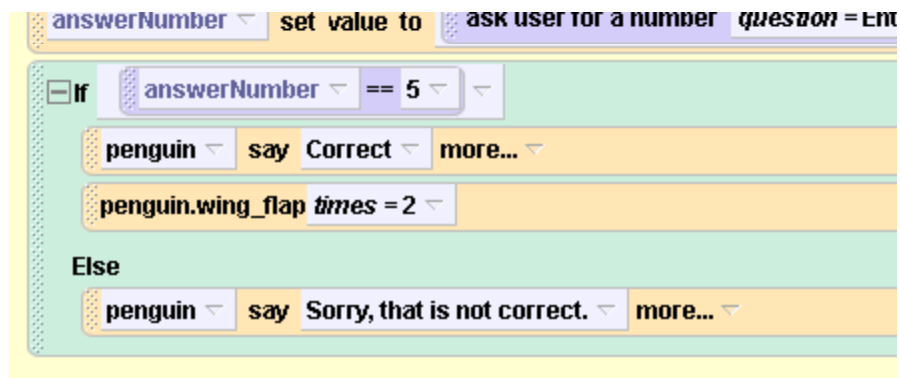 answerNumber set value to ask user for a number question = Ent
If answerNumber == 5
penguin say Correct more...
penguin.wing_flap times = 2
Else
penguin say Sorry, that is not correct. more...